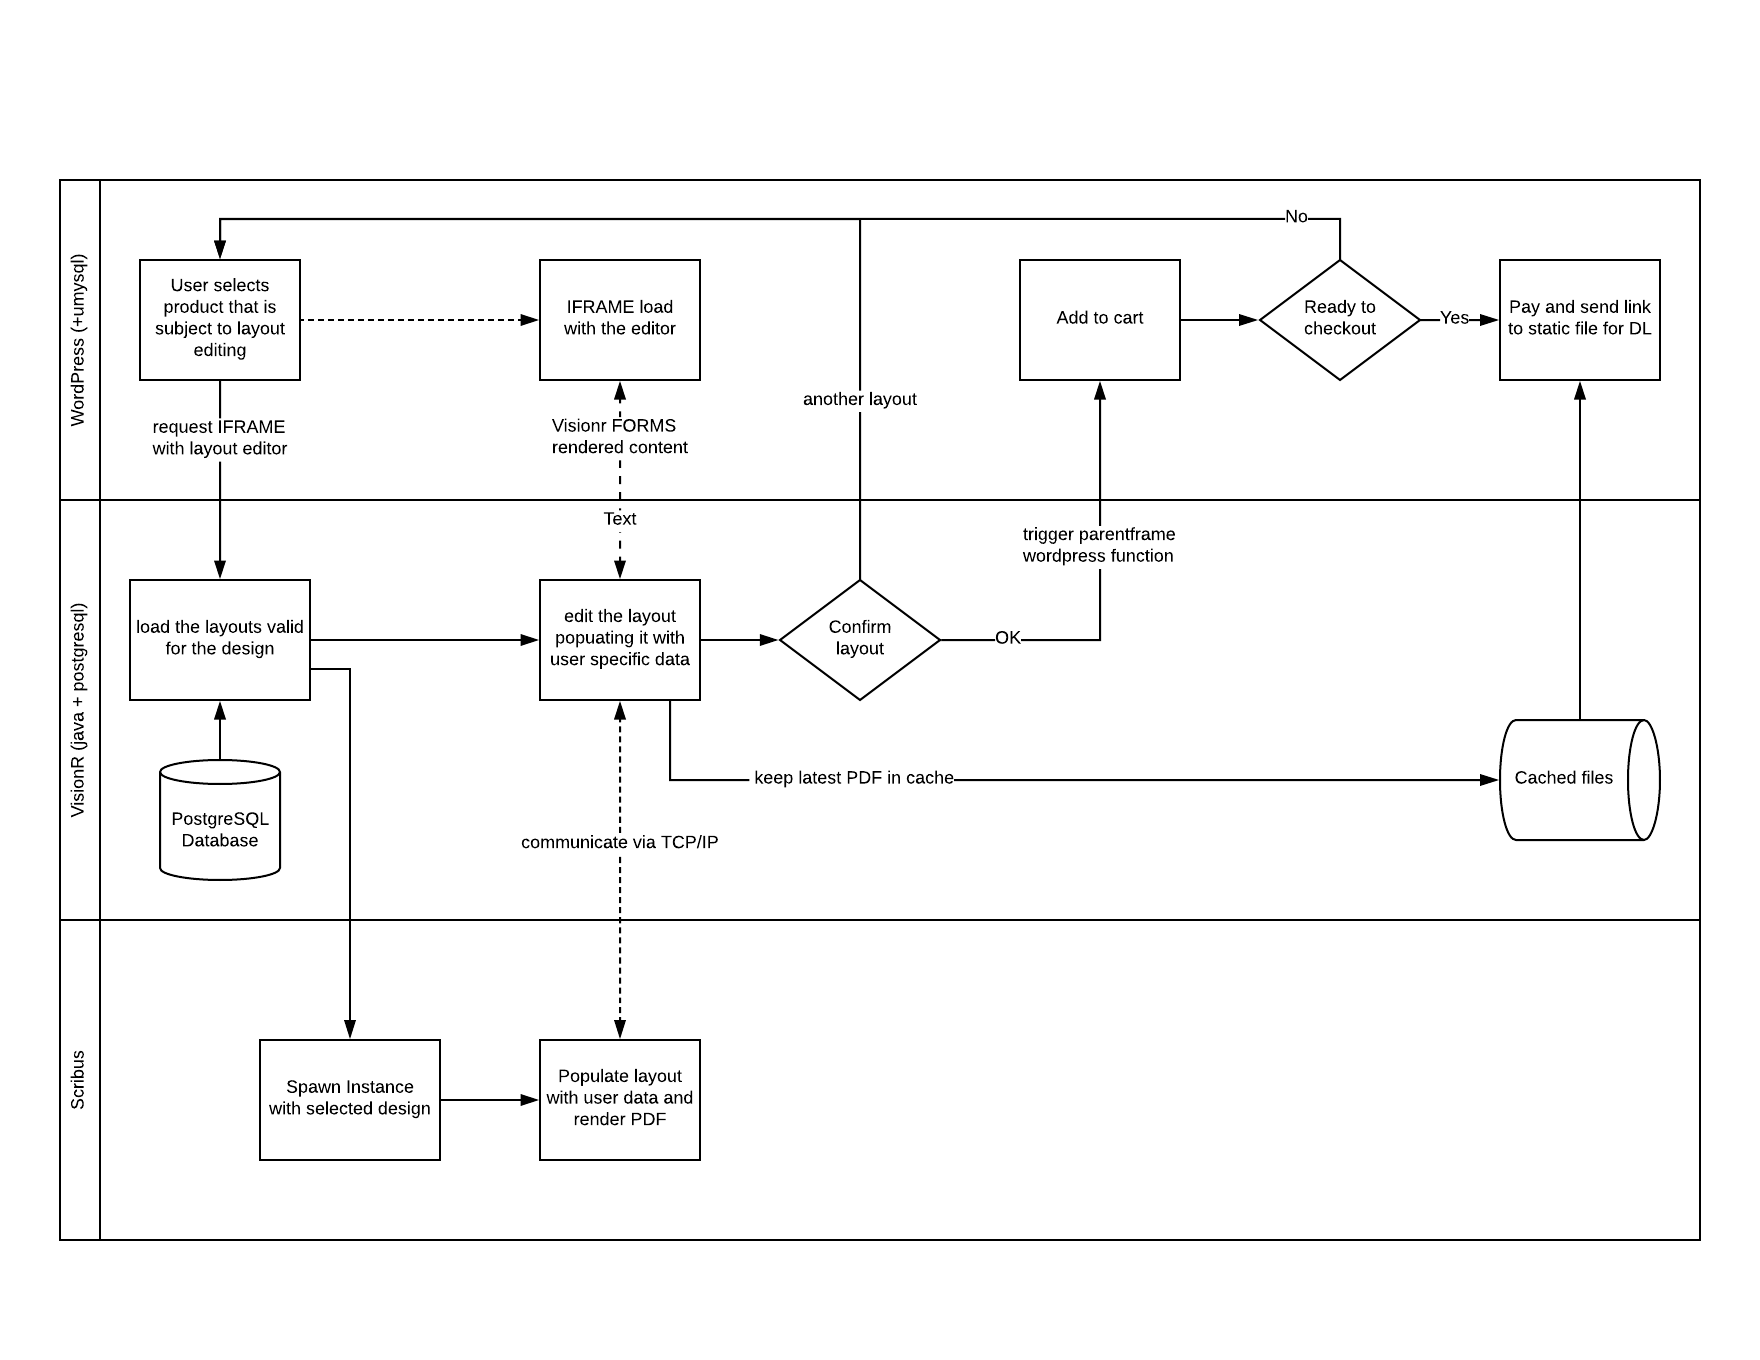 WordPress (+umysql)
No
User selects
product that is
subject to layout
editing
IFRAME load
with the editor
Add to cart
Ready to
checkout
Yes
Pay and send link
to static file for DL
another layout
request IFRAME
with layout editor
Visionr FORMS
rendered content
VisionR (java + postgresql)
Text
trigger parentframe
wordpress function
load the layouts valid
for the design
edit the layout
popuating it with
user specific data
Confirm
layout
OK
keep latest PDF in cache
Cached files
PostgreSQL
Database
communicate via TCP/IP
Scribus
Spawn Instance
with selected design
Populate layout
with user data and
render PDF